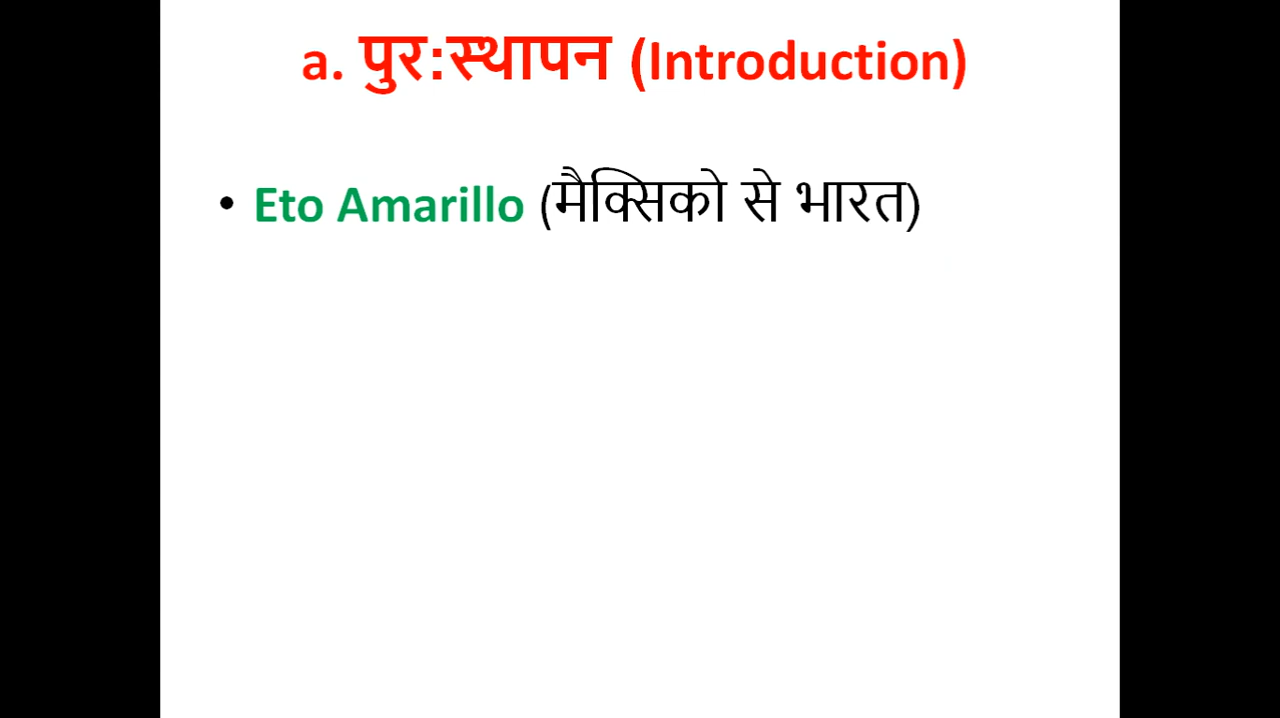 a. पुर:स्थापन (Introduction)
• Eto Amarillo (मैक्सिको से भारत)